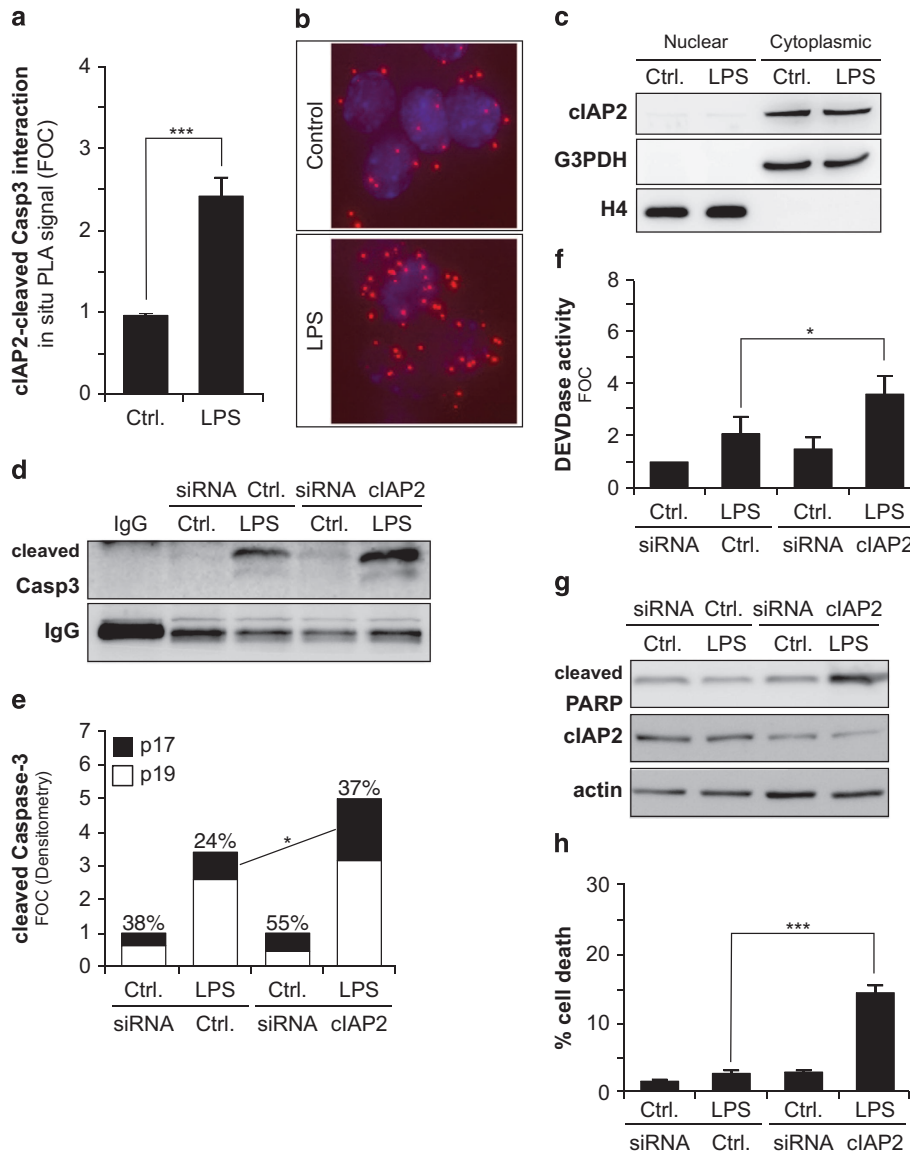 a
cIAP2-cleaved Casp3 interaction
in situ PLA signal (FOC)
4
3
2
1
0
***
Ctrl. LPS
b
Control
LPS
c
Nuclear Cytoplasmic
Ctrl. LPS Ctrl. LPS
cIAP2
G3PDH
H4
d
siRNA Ctrl. siRNA cIAP2
IgG Ctrl. LPS Ctrl. LPS
cleaved
Casp3
IgG
e
cleaved Caspase-3
FOC (Densitometry)
7
6
5
4
3
2
1
0
p17
p19
38%
24%
55%
37%
*
Ctrl. LPS Ctrl. LPS
siRNA Ctrl. siRNA cIAP2
f
DEVDase activity
FOC
8
6
4
2
0
*
Ctrl. LPS Ctrl. LPS
siRNA Ctrl. siRNA cIAP2
g
siRNA Ctrl. siRNA cIAP2
Ctrl. LPS Ctrl. LPS
cleaved
PARP
cIAP2
actin
h
% cell death
30
20
10
0
***
Ctrl. LPS Ctrl. LPS
siRNA Ctrl. siRNA cIAP2